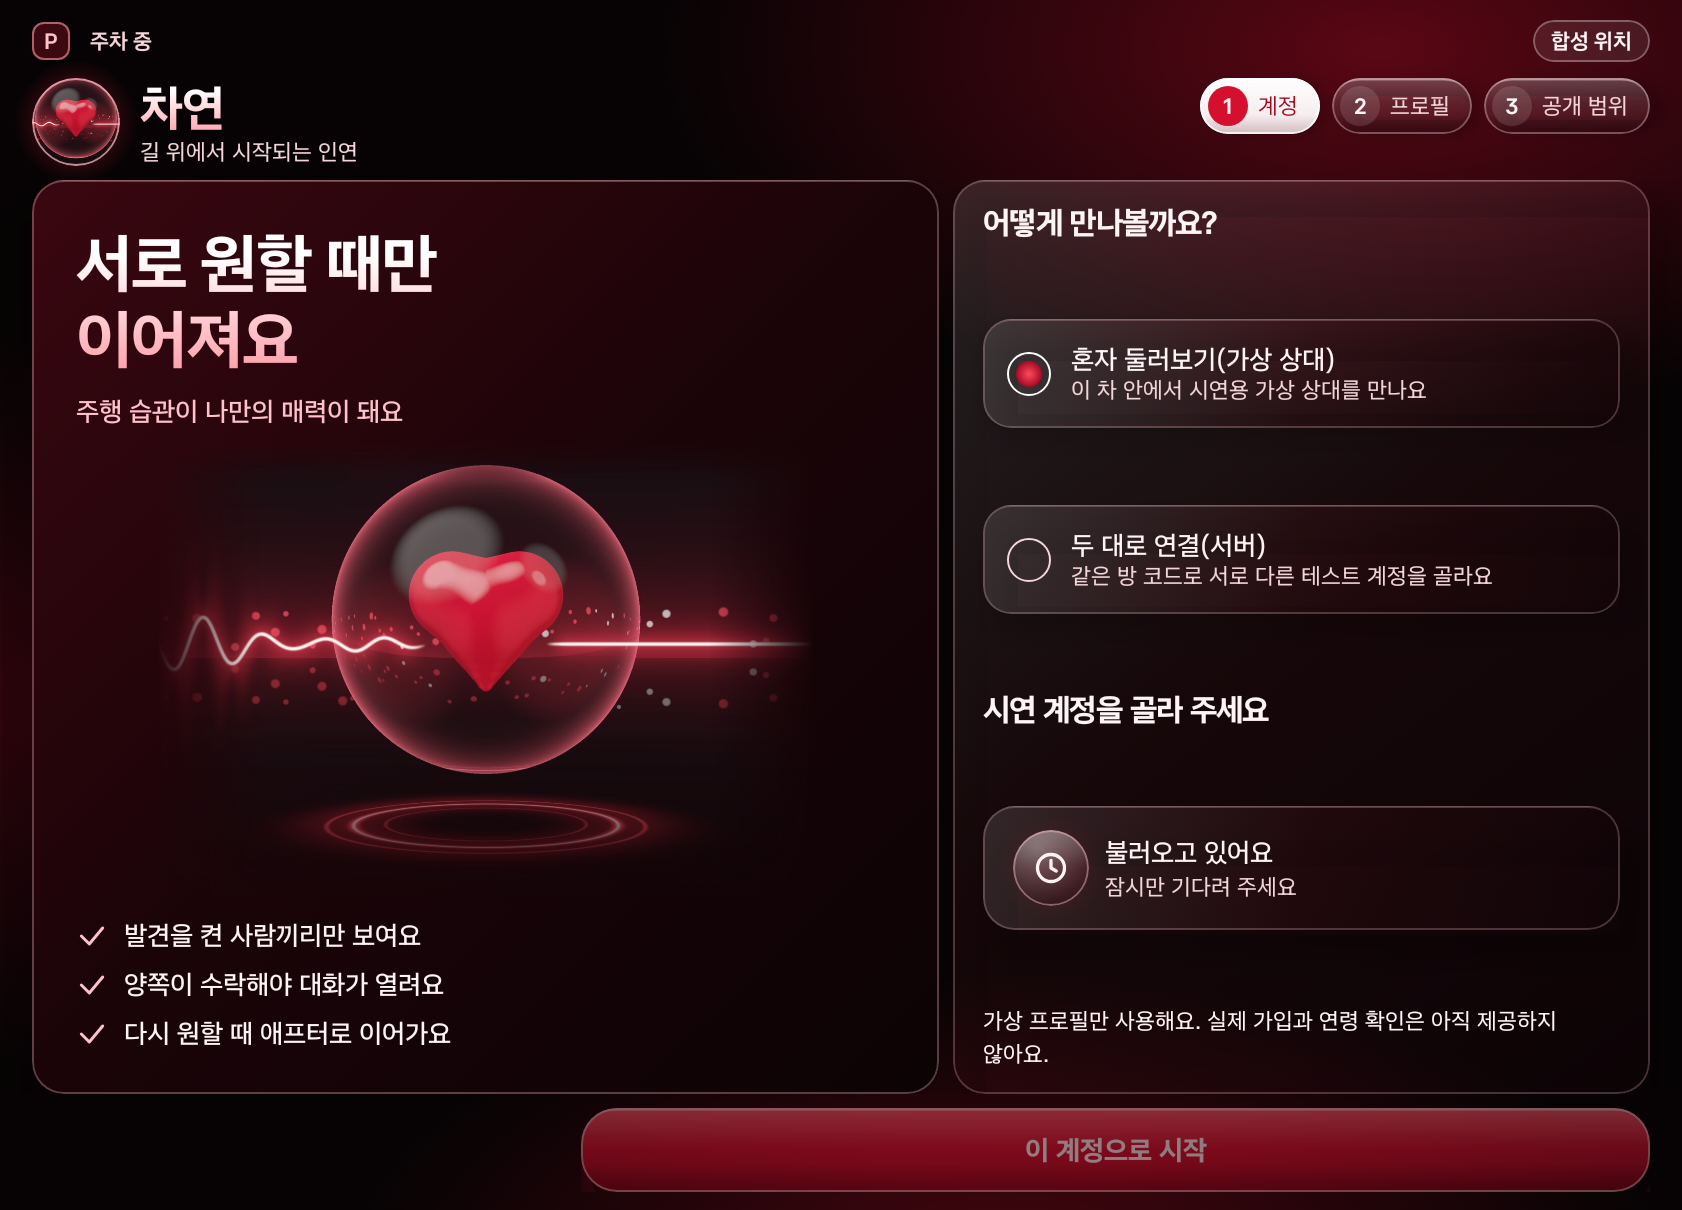 P 주차 중
합성 위치
차연
길 위에서 시작되는 인연
1 계정
2 프로필
3 공개 범위
서로 원할 때만
이어져요
주행 습관이 나만의 매력이 돼요
발견을 켠 사람끼리만 보여요
양쪽이 수락해야 대화가 열려요
다시 원할 때 애프터로 이어가요
어떻게 만나볼까요?
혼자 둘러보기(가상 상대)
이 차 안에서 시연용 가상 상대를 만나요
두 대로 연결(서버)
같은 방 코드로 서로 다른 테스트 계정을 골라요
시연 계정을 골라 주세요
불러오고 있어요
잠시만 기다려 주세요
가상 프로필만 사용해요. 실제 가입과 연령 확인은 아직 제공하지
않아요.
이 계정으로 시작